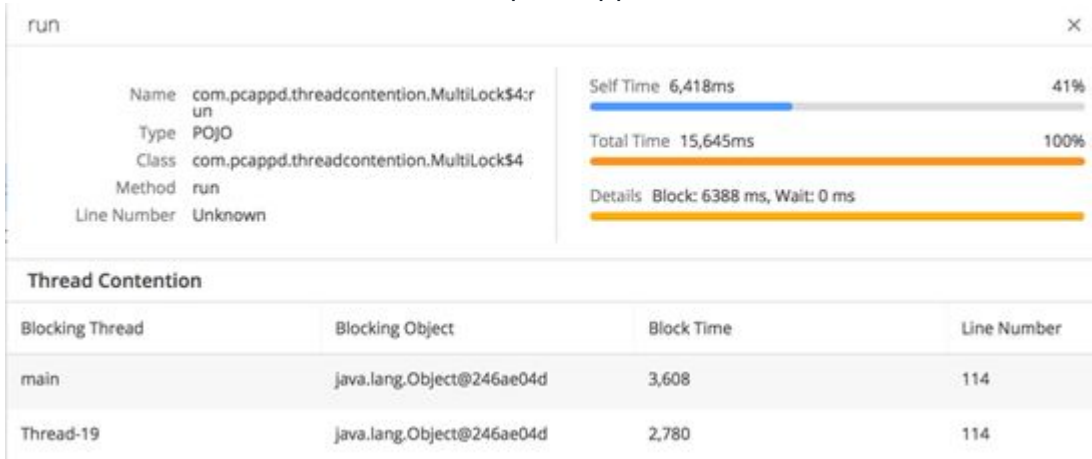 run
Name com.pcappd.threadcontention.MultiLock$4:r
un
Type POJO
Class com.pcappd.threadcontention.MultiLock$4
Method run
Line Number Unknown
Self Time 6,418ms 41%
Total Time 15,645ms 100%
Details Block: 6388 ms, Wait: 0 ms
Thread Contention
Blocking Thread Blocking Object Block Time Line Number
main java.lang.Object@246ae04d 3,608 114
Thread-19 java.lang.Object@246ae04d 2,780 114